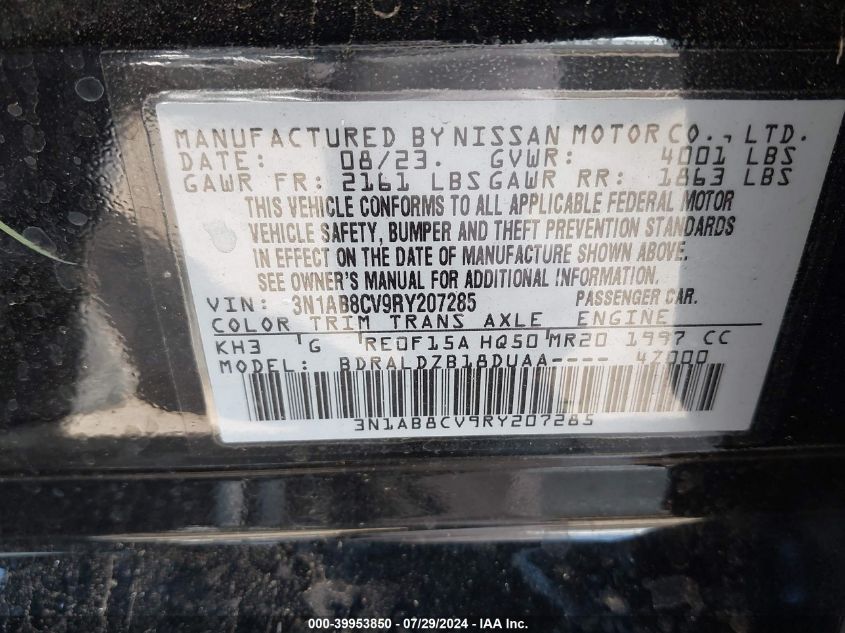 MANUFACTURED BY NISSAN MOTOR CO., LTD.
DATE: 08/23. GVWR: 4001 LBS
GAWR FR: 2161 LBS GAWR RR: 1863 LBS
THIS VEHICLE CONFORMS TO ALL APPLICABLE FEDERAL MOTOR
VEHICLE SAFETY, BUMPER AND THEFT PREVENTION STANDARDS
IN EFFECT ON THE DATE OF MANUFACTURE SHOWN ABOVE.
SEE OWNER'S MANUAL FOR ADDITIONAL INFORMATION.
VIN: 3N1AB8CV9RY207285 PASSENGER CAR.
COLOR TRIM TRANS AXLE ENGINE
KH3 G RE0F15A HQ50 MR20 1997 CC
MODEL: BDRALDZB18DUAA---- 47000
3N1AB8CV9RY207285
000-39953850 / 07/29/2024 - IAA Inc.